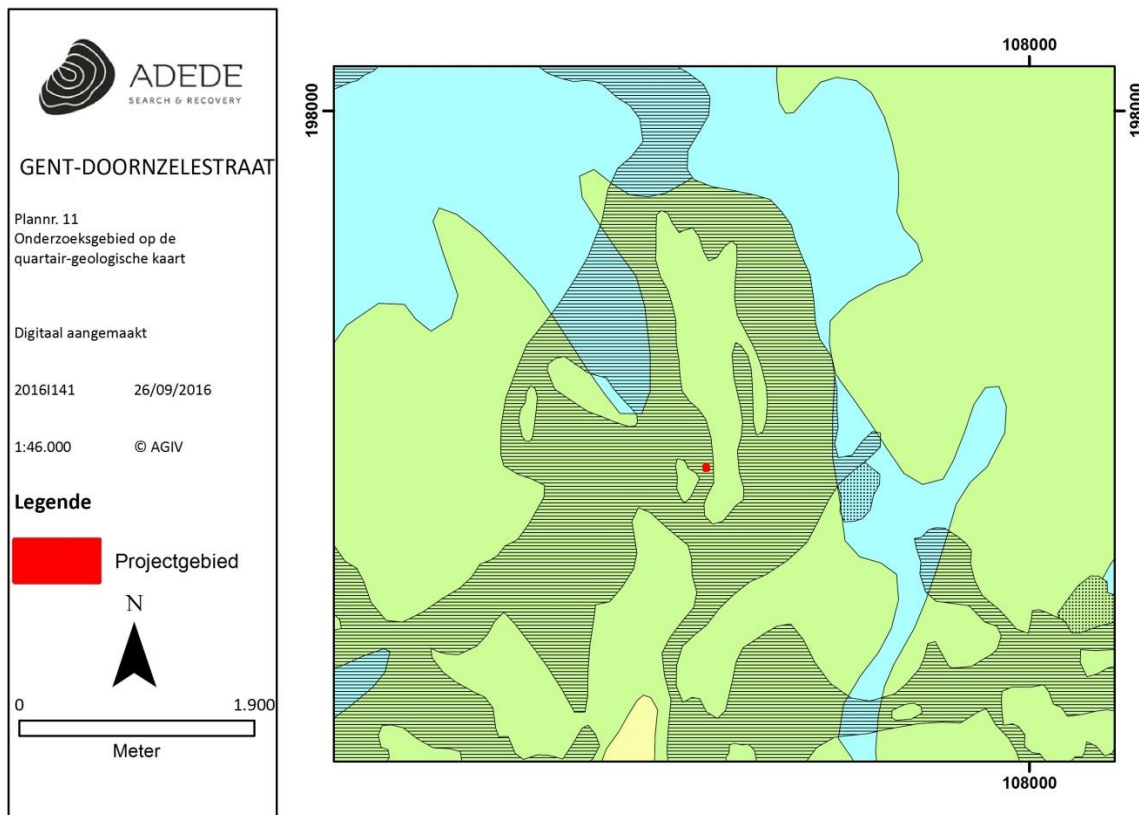 ADEDE
SEARCH & RECOVERY
GENT-DOORNZELESTRAAT
Plannr. 11
Onderzoeksgebied op de
quartair-geologische kaart
Digitaal aangemaakt
2016I141 26/09/2016
1:46.000 © AGIV
Legende
Projectgebied
N
0 1.900
Meter
108000
198000 198000
108000